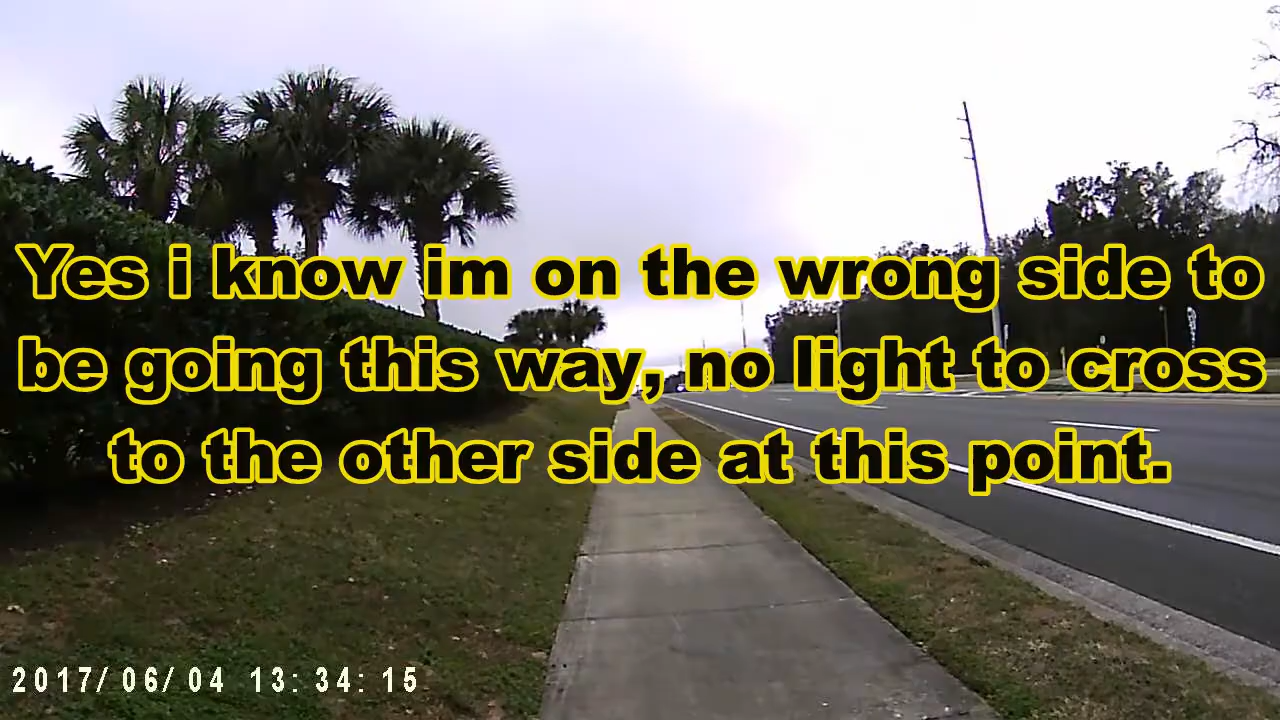 Yes i know im on the wrong side to
be going this way, no light to cross
to the other side at this point.
2017/06/04 13:34:15